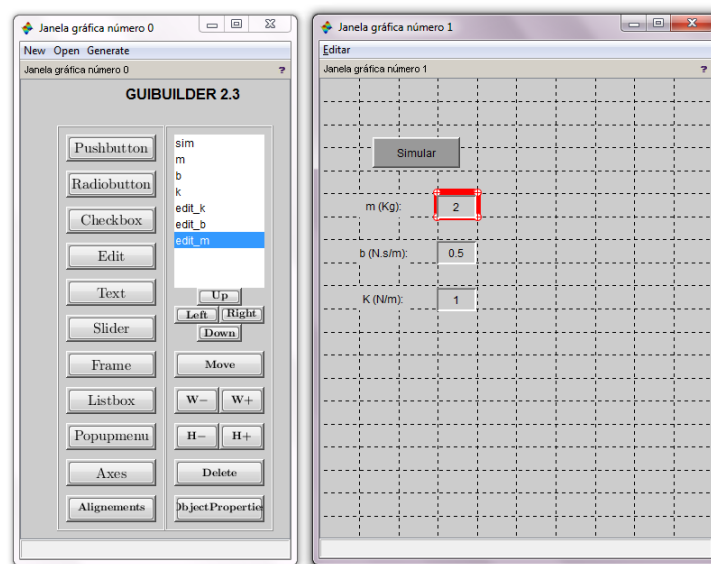 Janela gráfica número 0
New Open Generate
Janela gráfica número 0 ?
GUIBUILDER 2.3
Pushbutton
Radiobutton
Checkbox
Edit
Text
Slider
Frame
Listbox
Popupmenu
Axes
Alignements
sim
m
b
k
edit_k
edit_b
edit_m
Up
Left Right
Down
Move
W− W+
H− H+
Delete
ObjectPropertie
Janela gráfica número 1
Editar
Janela gráfica número 1 ?
Simular
m (Kg): 2
b (N.s/m): 0.5
K (N/m): 1